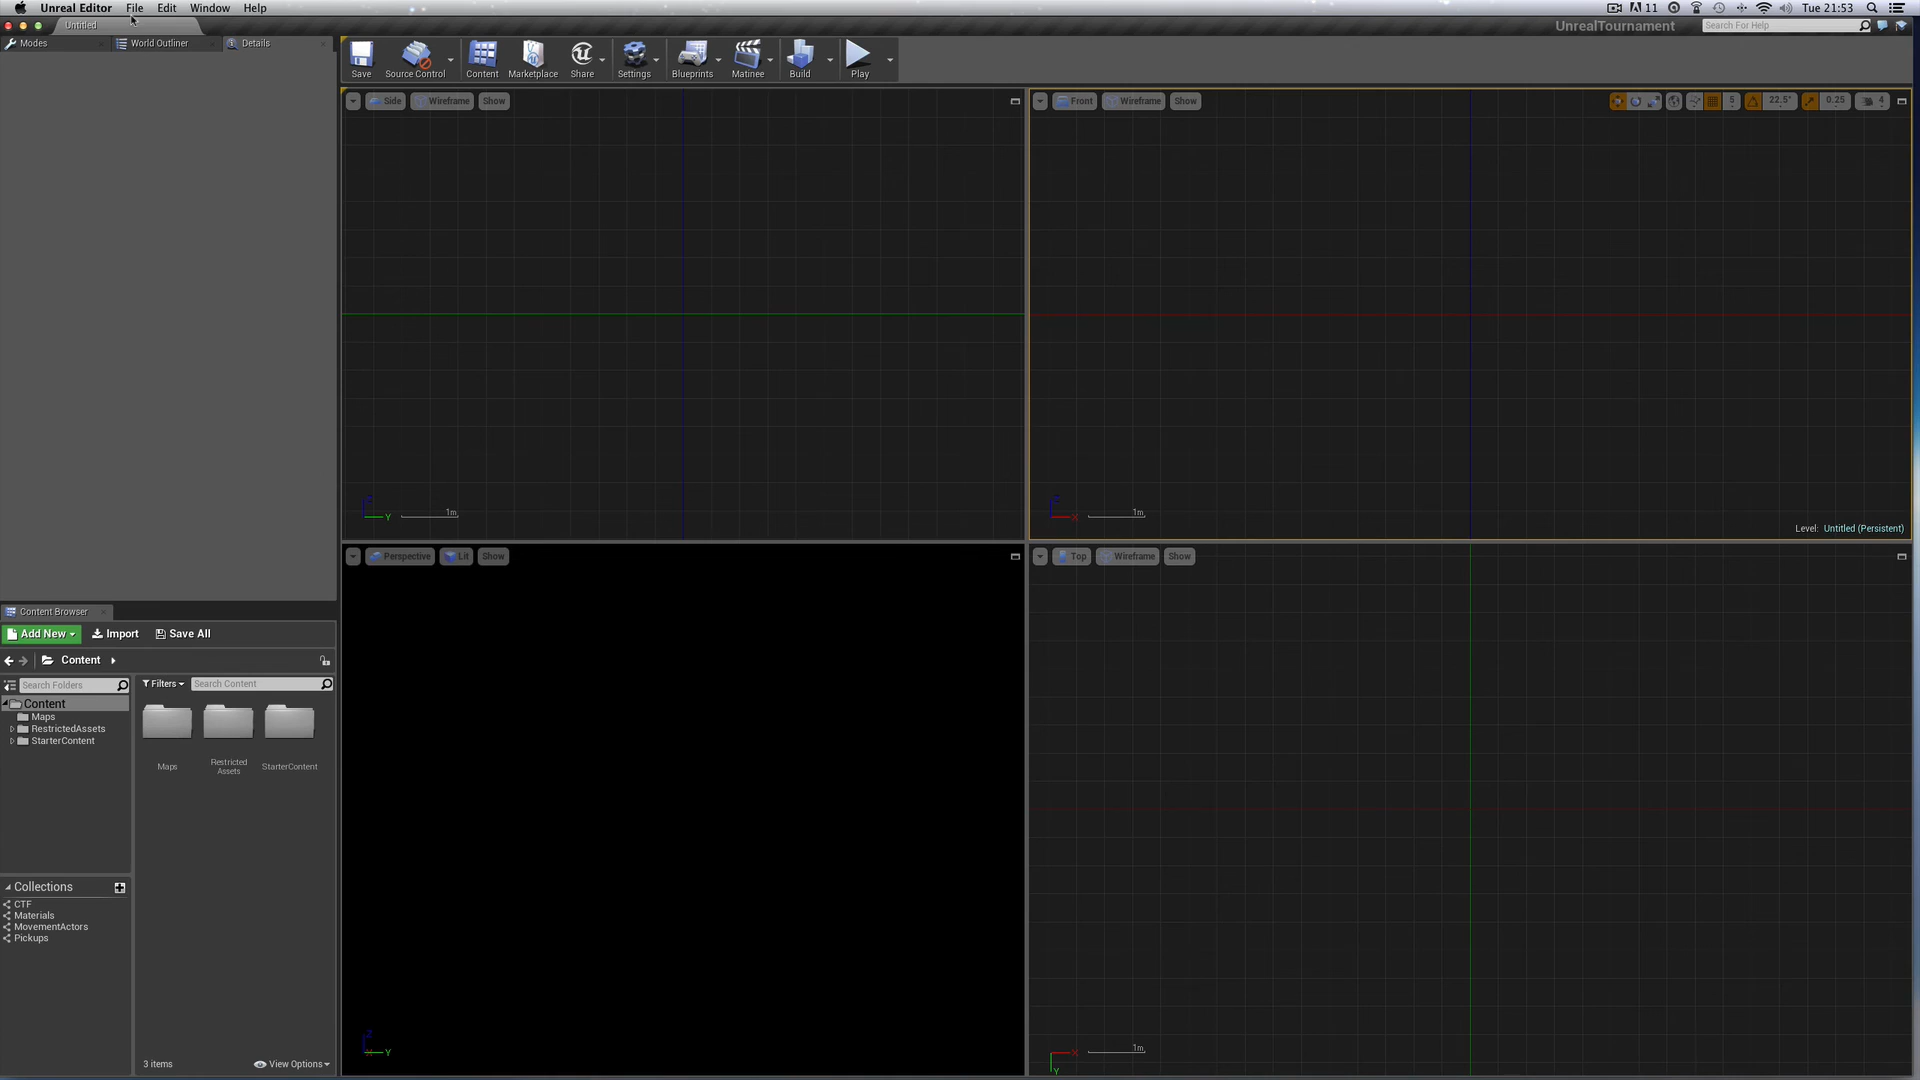 Unreal Editor File Edit Window Help 11 Tue 21:53
Untitled UnrealTournament Search For Help
Modes World Outliner Details
Save Source Control Content Marketplace Share Settings Blueprints Matinee Build Play
Side Wireframe Show
Front Wireframe Show 5 22.5° 0.25 4
Z
Y 1m
Z
X 1m
Level: Untitled (Persistent)
Perspective Lit Show
Top Wireframe Show
Content Browser
Add New Import Save All
Content
Search Folders
Filters Search Content
Content
Maps
RestrictedAssets
StarterContent
Maps
Restricted
Assets
StarterContent
Collections
CTF
Materials
MovementActors
Pickups
3 items View Options
Z
X Y
X 1m
Y